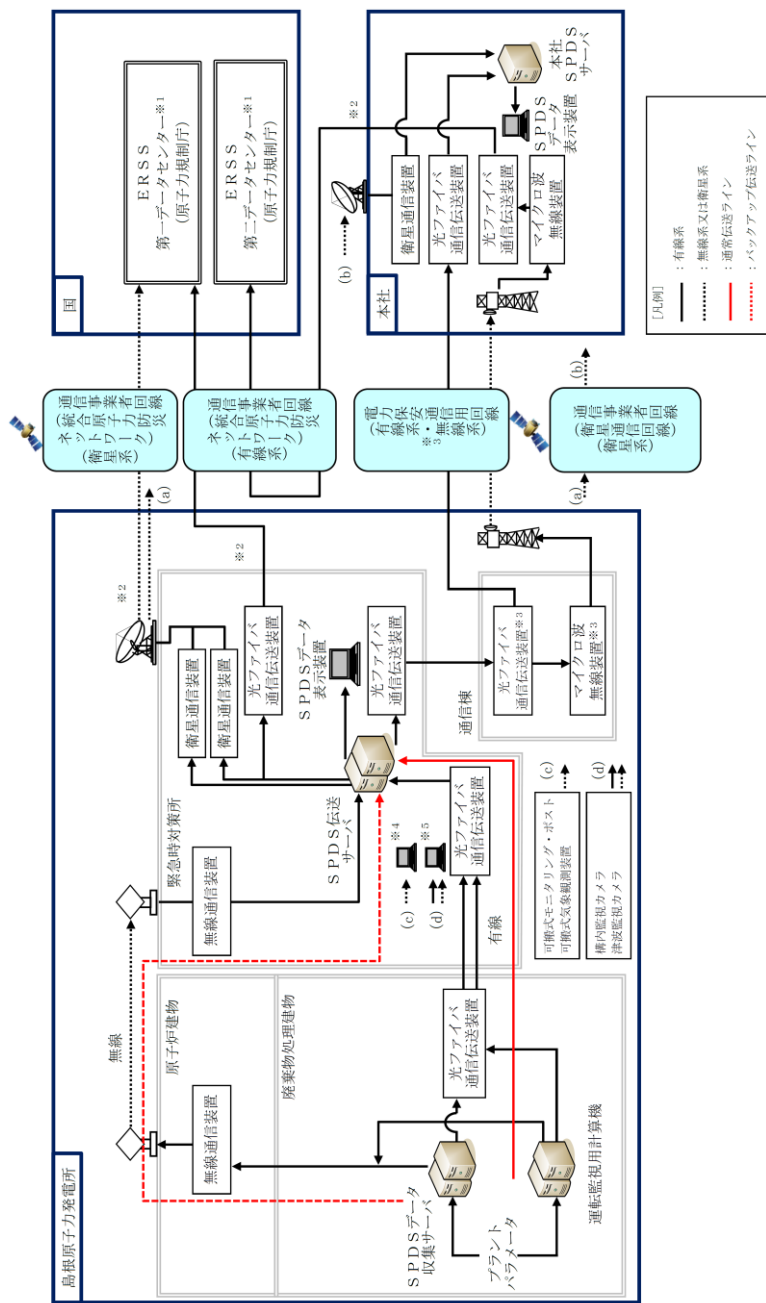 島根原子力発電所
原子炉建物
無線通信装置
無線
廃棄物処理建物
SPDSデータ
収集サーバ
プラント
パラメータ
運転監視用計算機
光ファイバ
通信伝送装置
有線
緊急時対策所
無線通信装置
SPDS伝送
サーバ
衛星通信装置
衛星通信装置
光ファイバ
通信伝送装置
SPDSデータ
表示装置
光ファイバ
通信伝送装置
光ファイバ
通信伝送装置
(c)
※4
(d)
※5
※2
(a)
※2
通信棟
光ファイバ
通信伝送装置※3
マイクロ波
無線装置※3
可搬式モニタリング・ポスト
可搬式気象観測装置
(c)
構内監視カメラ
津波監視カメラ
(d)
通信事業者回線
(統合原子力防災
ネットワーク)
(衛星系)
通信事業者回線
(統合原子力防災
ネットワーク)
(有線系)
電力保安通信用回線
(有線系・無線系)
※3
(a)
通信事業者回線
(衛星通信回線)
(衛星系)
(b)
国
ERSS
第一データセンター※1
(原子力規制庁)
ERSS
第二データセンター※1
(原子力規制庁)
本社
(b)
※2
衛星通信装置
光ファイバ
通信伝送装置
光ファイバ
通信伝送装置
マイクロ波
無線装置
本社
SPDS
サーバ
SPDS
データ
表示装置
[凡例]
：有線系
：無線系又は衛星系
：通常伝送ライン
：バックアップ伝送ライン